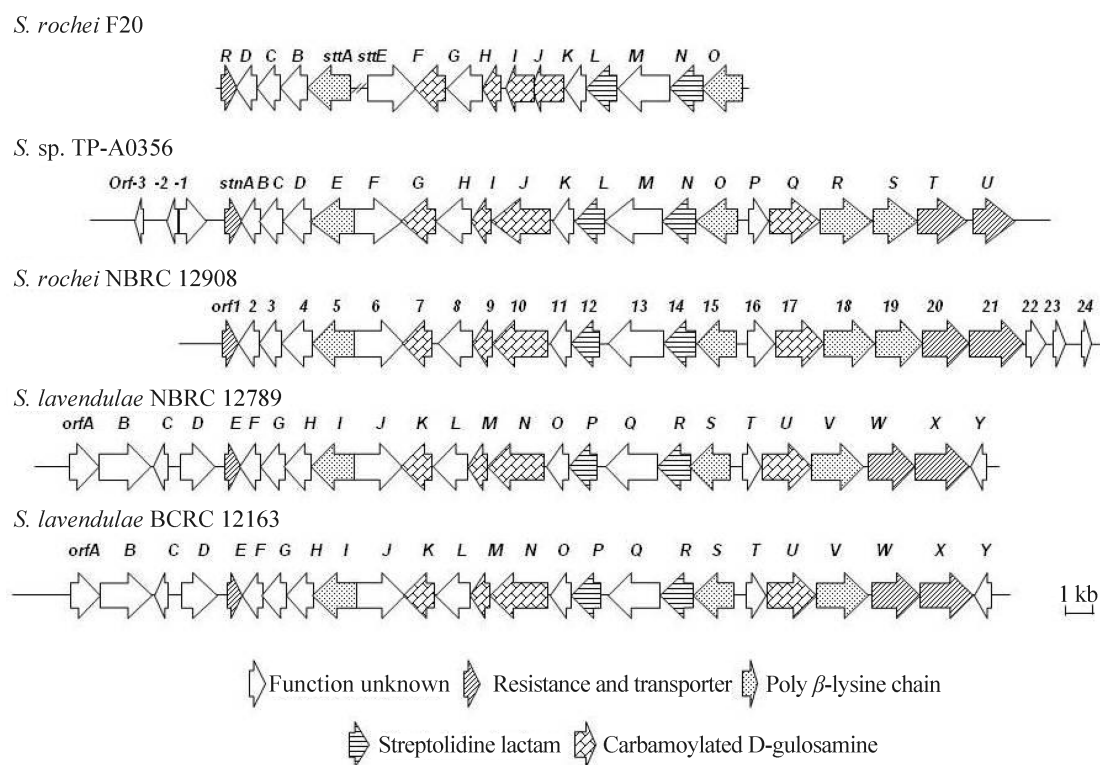 S. rochei F20
R D C B sttA sttE F G H I J K L M N O
S. sp. TP-A0356
Orf-3 -2 -1 stnA B C D E F G H I J K L M N O P Q R S T U
S. rochei NBRC 12908
orf1 2 3 4 5 6 7 8 9 10 11 12 13 14 15 16 17 18 19 20 21 22 23 24
S. lavendulae NBRC 12789
orfA B C D E F G H I J K L M N O P Q R S T U V W X Y
S. lavendulae BCRC 12163
orfA B C D E F G H I J K L M N O P Q R S T U V W X Y
1 kb
Function unknown Resistance and transporter Poly β-lysine chain
Streptolidine lactam Carbamoylated D-gulosamine